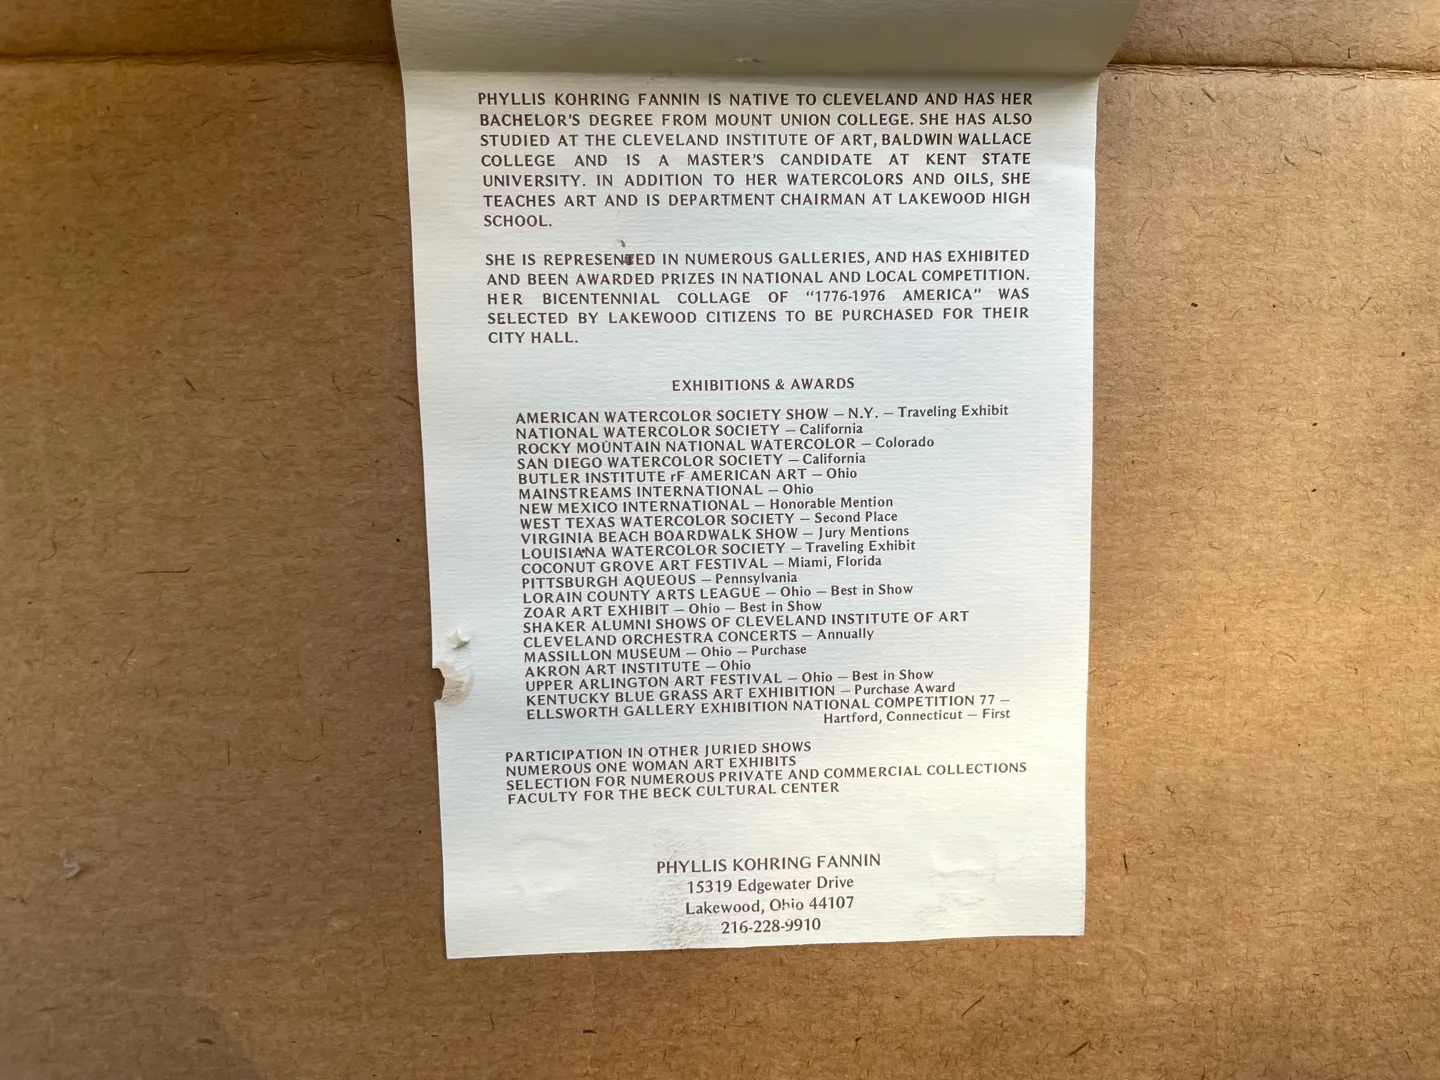 PHYLLIS KOHRING FANNIN IS NATIVE TO CLEVELAND AND HAS HER
BACHELOR'S DEGREE FROM MOUNT UNION COLLEGE. SHE HAS ALSO
STUDIED AT THE CLEVELAND INSTITUTE OF ART, BALDWIN WALLACE
COLLEGE AND IS A MASTER'S CANDIDATE AT KENT STATE
UNIVERSITY. IN ADDITION TO HER WATERCOLORS AND OILS, SHE
TEACHES ART AND IS DEPARTMENT CHAIRMAN AT LAKEWOOD HIGH
SCHOOL.
SHE IS REPRESENTED IN NUMEROUS GALLERIES, AND HAS EXHIBITED
AND BEEN AWARDED PRIZES IN NATIONAL AND LOCAL COMPETITION.
HER BICENTENNIAL COLLAGE OF “1776-1976 AMERICA” WAS
SELECTED BY LAKEWOOD CITIZENS TO BE PURCHASED FOR THEIR
CITY HALL.
EXHIBITIONS & AWARDS
AMERICAN WATERCOLOR SOCIETY SHOW – N.Y. – Traveling Exhibit
NATIONAL WATERCOLOR SOCIETY – California
ROCKY MOUNTAIN NATIONAL WATERCOLOR – Colorado
SAN DIEGO WATERCOLOR SOCIETY – California
BUTLER INSTITUTE rF AMERICAN ART – Ohio
MAINSTREAMS INTERNATIONAL – Ohio
NEW MEXICO INTERNATIONAL – Honorable Mention
WEST TEXAS WATERCOLOR SOCIETY – Second Place
VIRGINIA BEACH BOARDWALK SHOW – Jury Mentions
LOUISIANA WATERCOLOR SOCIETY – Traveling Exhibit
COCONUT GROVE ART FESTIVAL – Miami, Florida
PITTSBURGH AQUEOUS – Pennsylvania
LORAIN COUNTY ARTS LEAGUE – Ohio – Best in Show
ZOAR ART EXHIBIT – Ohio – Best in Show
SHAKER ALUMNI SHOWS OF CLEVELAND INSTITUTE OF ART
CLEVELAND ORCHESTRA CONCERTS – Annually
MASSILLON MUSEUM – Ohio – Purchase
AKRON ART INSTITUTE – Ohio
UPPER ARLINGTON ART FESTIVAL – Ohio – Best in Show
KENTUCKY BLUE GRASS ART EXHIBITION – Purchase Award
ELLSWORTH GALLERY EXHIBITION NATIONAL COMPETITION 77 –
Hartford, Connecticut – First
PARTICIPATION IN OTHER JURIED SHOWS
NUMEROUS ONE WOMAN ART EXHIBITS
SELECTION FOR NUMEROUS PRIVATE AND COMMERCIAL COLLECTIONS
FACULTY FOR THE BECK CULTURAL CENTER
PHYLLIS KOHRING FANNIN
15319 Edgewater Drive
Lakewood, Ohio 44107
216-228-9910